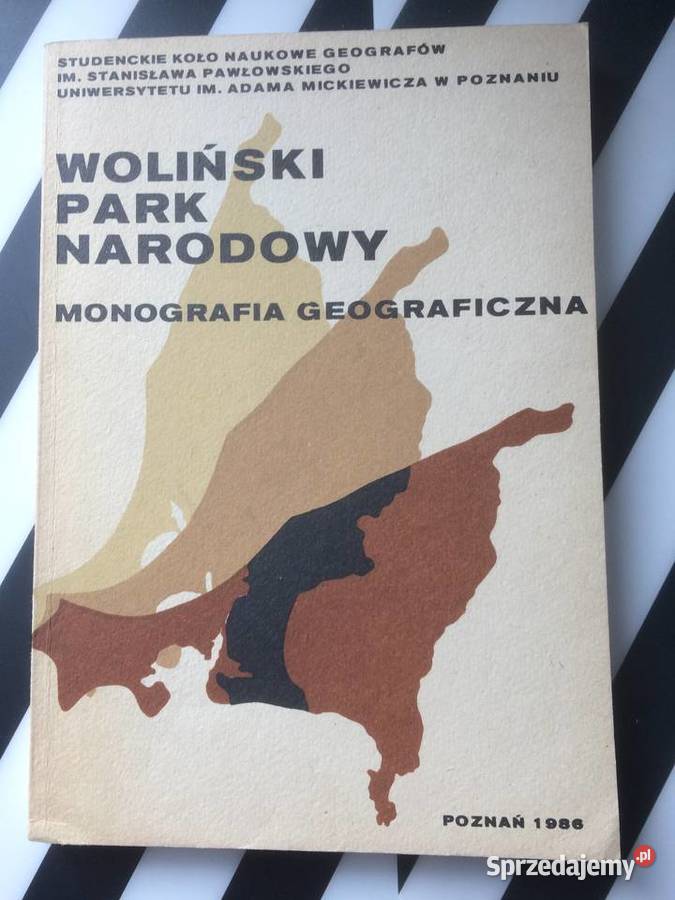 STUDENCKIE KOŁO NAUKOWE GEOGRAFÓW
IM. STANISŁAWA PAWŁOWSKIEGO
UNIWERSYTETU IM. ADAMA MICKIEWICZA W POZNANIU
WOLIŃSKI
PARK
NARODOWY
MONOGRAFIA GEOGRAFICZNA
POZNAŃ 1986
Sprzedajemy.pl